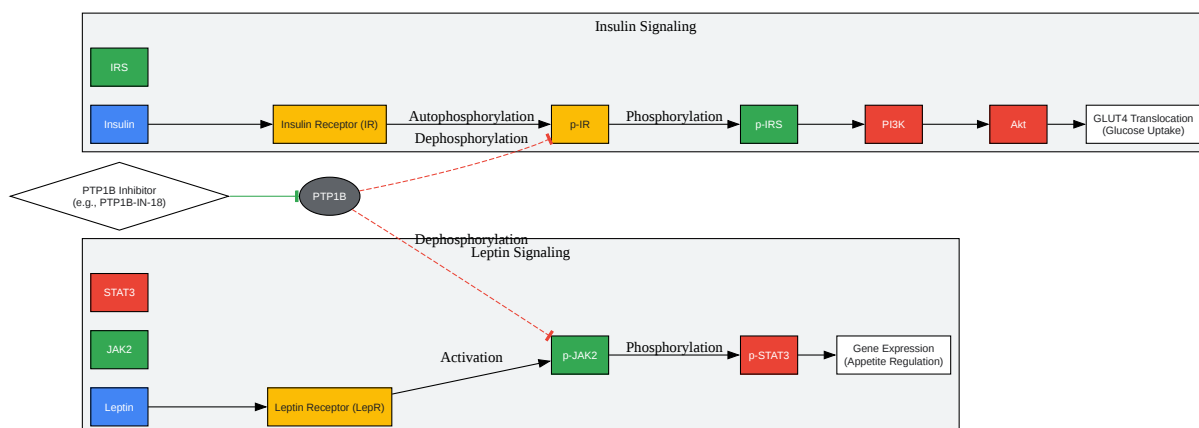 Insulin Signaling
IRS
Insulin
Insulin Receptor (IR)
Autophosphorylation
Dephosphorylation
p-IR
Phosphorylation
p-IRS
PI3K
Akt
GLUT4 Translocation
(Glucose Uptake)
PTP1B Inhibitor
(e.g., PTP1B-IN-18)
PTP1B
Dephosphorylation
Leptin Signaling
STAT3
JAK2
Leptin
Leptin Receptor (LepR)
Activation
p-JAK2
Phosphorylation
p-STAT3
Gene Expression
(Appetite Regulation)